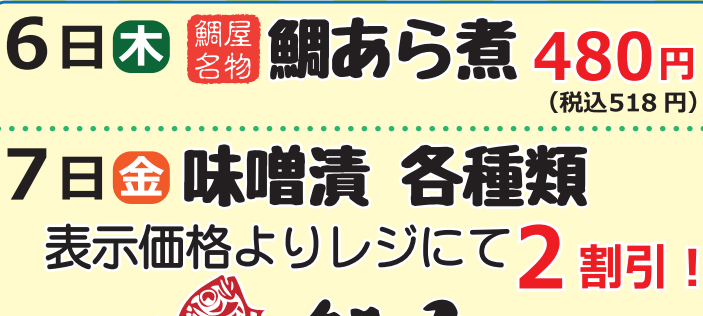 6日木 鯛屋名物 鯛あら煮 480円
（税込518円）
7日金 味噌漬 各種類
表示価格よりレジにて2割引！